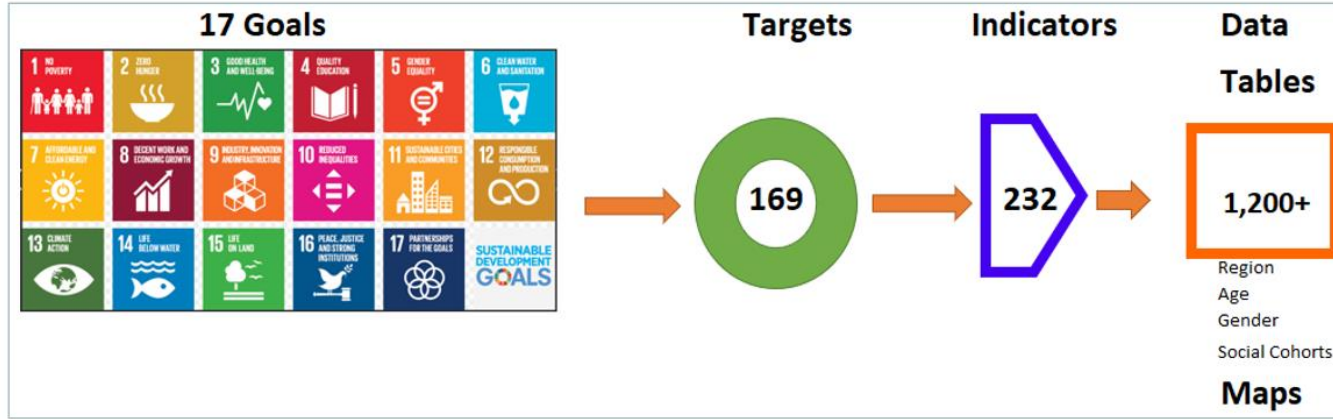 17 Goals
Targets
Indicators
Data
Tables
1 NO
POVERTY
2 ZERO
HUNGER
3 GOOD HEALTH
AND WELL-BEING
4 QUALITY
EDUCATION
5 GENDER
EQUALITY
6 CLEAN WATER
AND SANITATION
7 AFFORDABLE AND
CLEAN ENERGY
8 DECENT WORK AND
ECONOMIC GROWTH
9 INDUSTRY, INNOVATION
AND INFRASTRUCTURE
10 REDUCED
INEQUALITIES
11 SUSTAINABLE CITIES
AND COMMUNITIES
12 RESPONSIBLE
CONSUMPTION
AND PRODUCTION
13 CLIMATE
ACTION
14 LIFE
BELOW WATER
15 LIFE
ON LAND
16 PEACE, JUSTICE
AND STRONG
INSTITUTIONS
17 PARTNERSHIPS
FOR THE GOALS
SUSTAINABLE
DEVELOPMENT
GOALS
169
232
1,200+
Region
Age
Gender
Social Cohorts
Maps